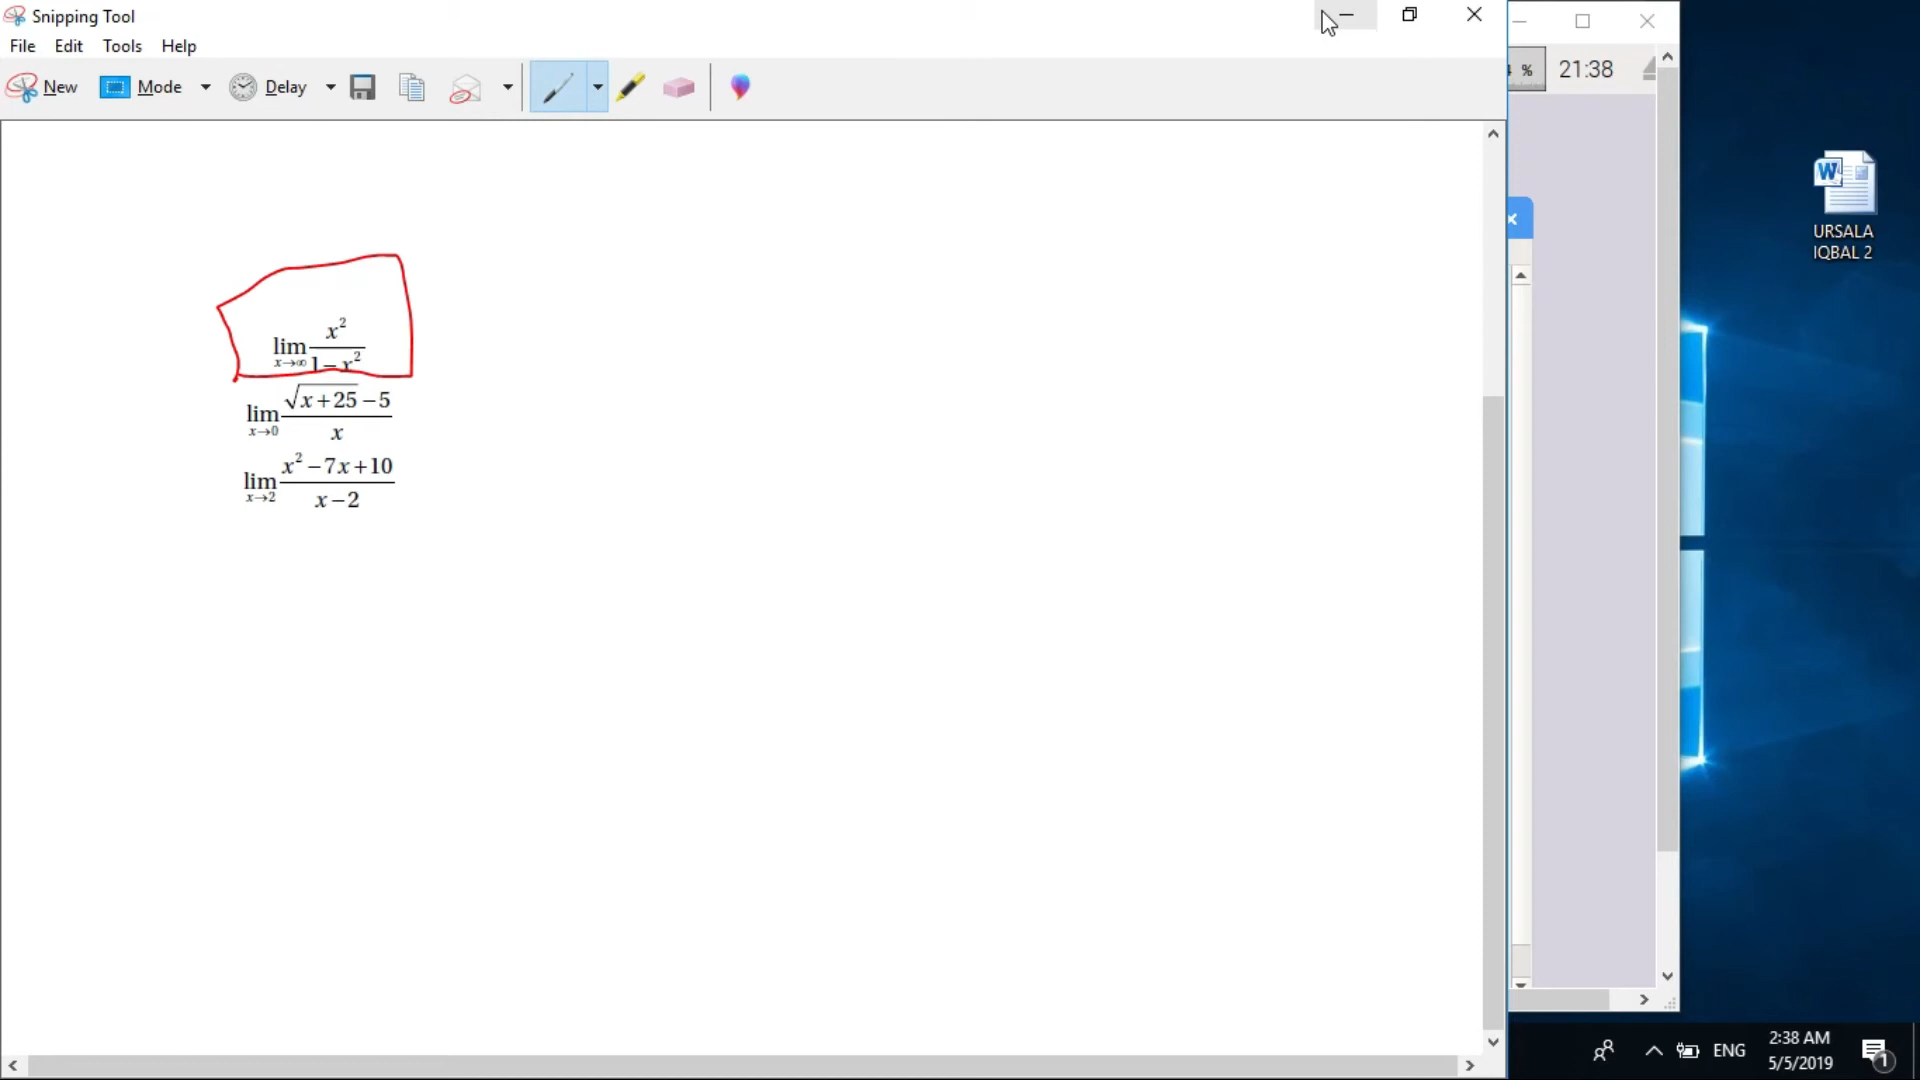 Snipping Tool
File Edit Tools Help
New Mode Delay
% 21:38
URSALA
IQBAL 2
lim x→∞ x² / 1 − x²
lim x→0 √x + 25 − 5 / x
lim x→2 x² − 7x + 10 / x − 2
ENG
2:38 AM
5/5/2019
1